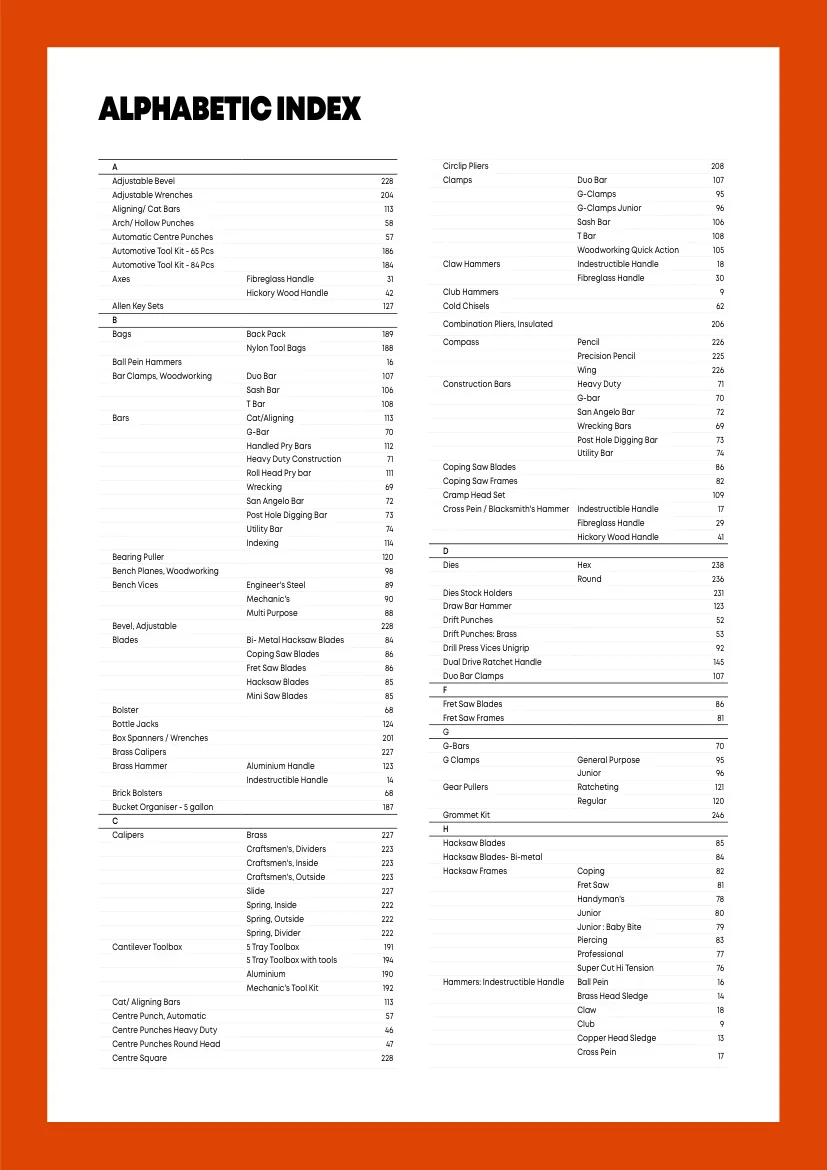 ALPHABETIC INDEX
A
Adjustable Bevel 228
Adjustable Wrenches 204
Aligning/ Cat Bars 113
Arch/ Hollow Punches 58
Automatic Centre Punches 57
Automotive Tool Kit - 65 Pcs 186
Automotive Tool Kit - 84 Pcs 184
Axes Fibreglass Handle 31
Hickory Wood Handle 42
Allen Key Sets 127
B
Bags Back Pack 189
Nylon Tool Bags 188
Ball Pein Hammers 16
Bar Clamps, Woodworking Duo Bar 107
Sash Bar 106
T Bar 108
Bars Cat/Aligning 113
G-Bar 70
Handled Pry Bars 112
Heavy Duty Construction 71
Roll Head Pry bar 111
Wrecking 69
San Angelo Bar 72
Post Hole Digging Bar 73
Utility Bar 74
Indexing 114
Bearing Puller 120
Bench Planes, Woodworking 98
Bench Vices Engineer's Steel 89
Mechanic's 90
Multi Purpose 88
Bevel, Adjustable 228
Blades Bi- Metal Hacksaw Blades 84
Coping Saw Blades 86
Fret Saw Blades 86
Hacksaw Blades 85
Mini Saw Blades 85
Bolster 68
Bottle Jacks 124
Box Spanners / Wrenches 201
Brass Calipers 227
Brass Hammer Aluminium Handle 123
Indestructible Handle 14
Brick Bolsters 68
Bucket Organiser - 5 gallon 187
C
Calipers Brass 227
Craftsmen's, Dividers 223
Craftsmen's, Inside 223
Craftsmen's, Outside 223
Slide 227
Spring, Inside 222
Spring, Outside 222
Spring, Divider 222
Cantilever Toolbox 5 Tray Toolbox 191
5 Tray Toolbox with tools 194
Aluminium 190
Mechanic's Tool Kit 192
Cat/ Aligning Bars 113
Centre Punch, Automatic 57
Centre Punches Heavy Duty 46
Centre Punches Round Head 47
Centre Square 228
Circlip Pliers 208
Clamps Duo Bar 107
G-Clamps 95
G-Clamps Junior 96
Sash Bar 106
T Bar 108
Woodworking Quick Action 105
Claw Hammers Indestructible Handle 18
Fibreglass Handle 30
Club Hammers 9
Cold Chisels 62
Combination Pliers, Insulated 206
Compass Pencil 226
Precision Pencil 225
Wing 226
Construction Bars Heavy Duty 71
G-bar 70
San Angelo Bar 72
Wrecking Bars 69
Post Hole Digging Bar 73
Utility Bar 74
Coping Saw Blades 86
Coping Saw Frames 82
Cramp Head Set 109
Cross Pein / Blacksmith's Hammer Indestructible Handle 17
Fibreglass Handle 29
Hickory Wood Handle 41
D
Dies Hex 238
Round 236
Dies Stock Holders 231
Draw Bar Hammer 123
Drift Punches 52
Drift Punches: Brass 53
Drill Press Vices Unigrip 92
Dual Drive Ratchet Handle 145
Duo Bar Clamps 107
F
Fret Saw Blades 86
Fret Saw Frames 81
G
G-Bars 70
G Clamps General Purpose 95
Junior 96
Gear Pullers Ratcheting 121
Regular 120
Grommet Kit 246
H
Hacksaw Blades 85
Hacksaw Blades- Bi-metal 84
Hacksaw Frames Coping 82
Fret Saw 81
Handyman's 78
Junior 80
Junior : Baby Bite 79
Piercing 83
Professional 77
Super Cut Hi Tension 76
Hammers: Indestructible Handle Ball Pein 16
Brass Head Sledge 14
Claw 18
Club 9
Copper Head Sledge 13
Cross Pein 17